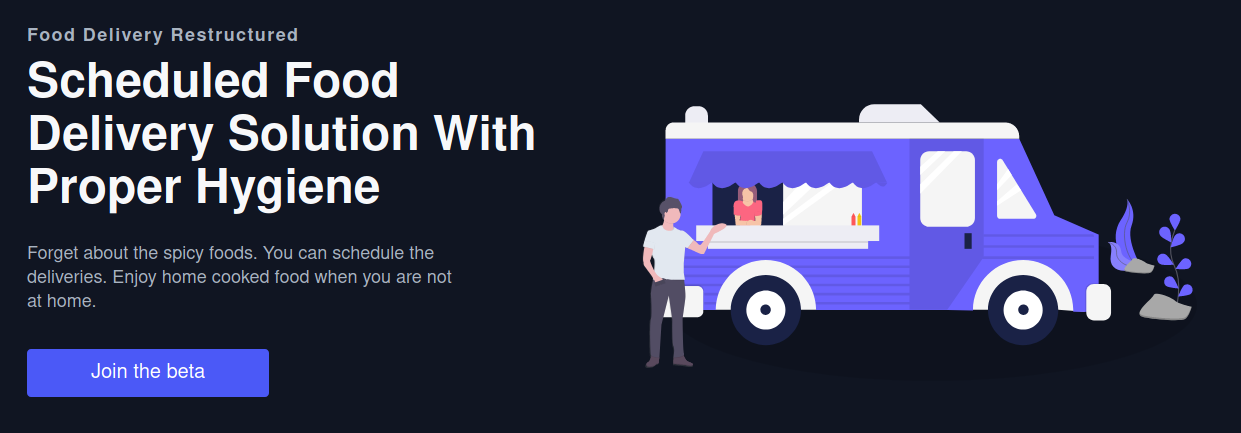 Food Delivery Restructured
Scheduled Food
Delivery Solution With
Proper Hygiene
Forget about the spicy foods. You can schedule the
deliveries. Enjoy home cooked food when you are not
at home.
Join the beta